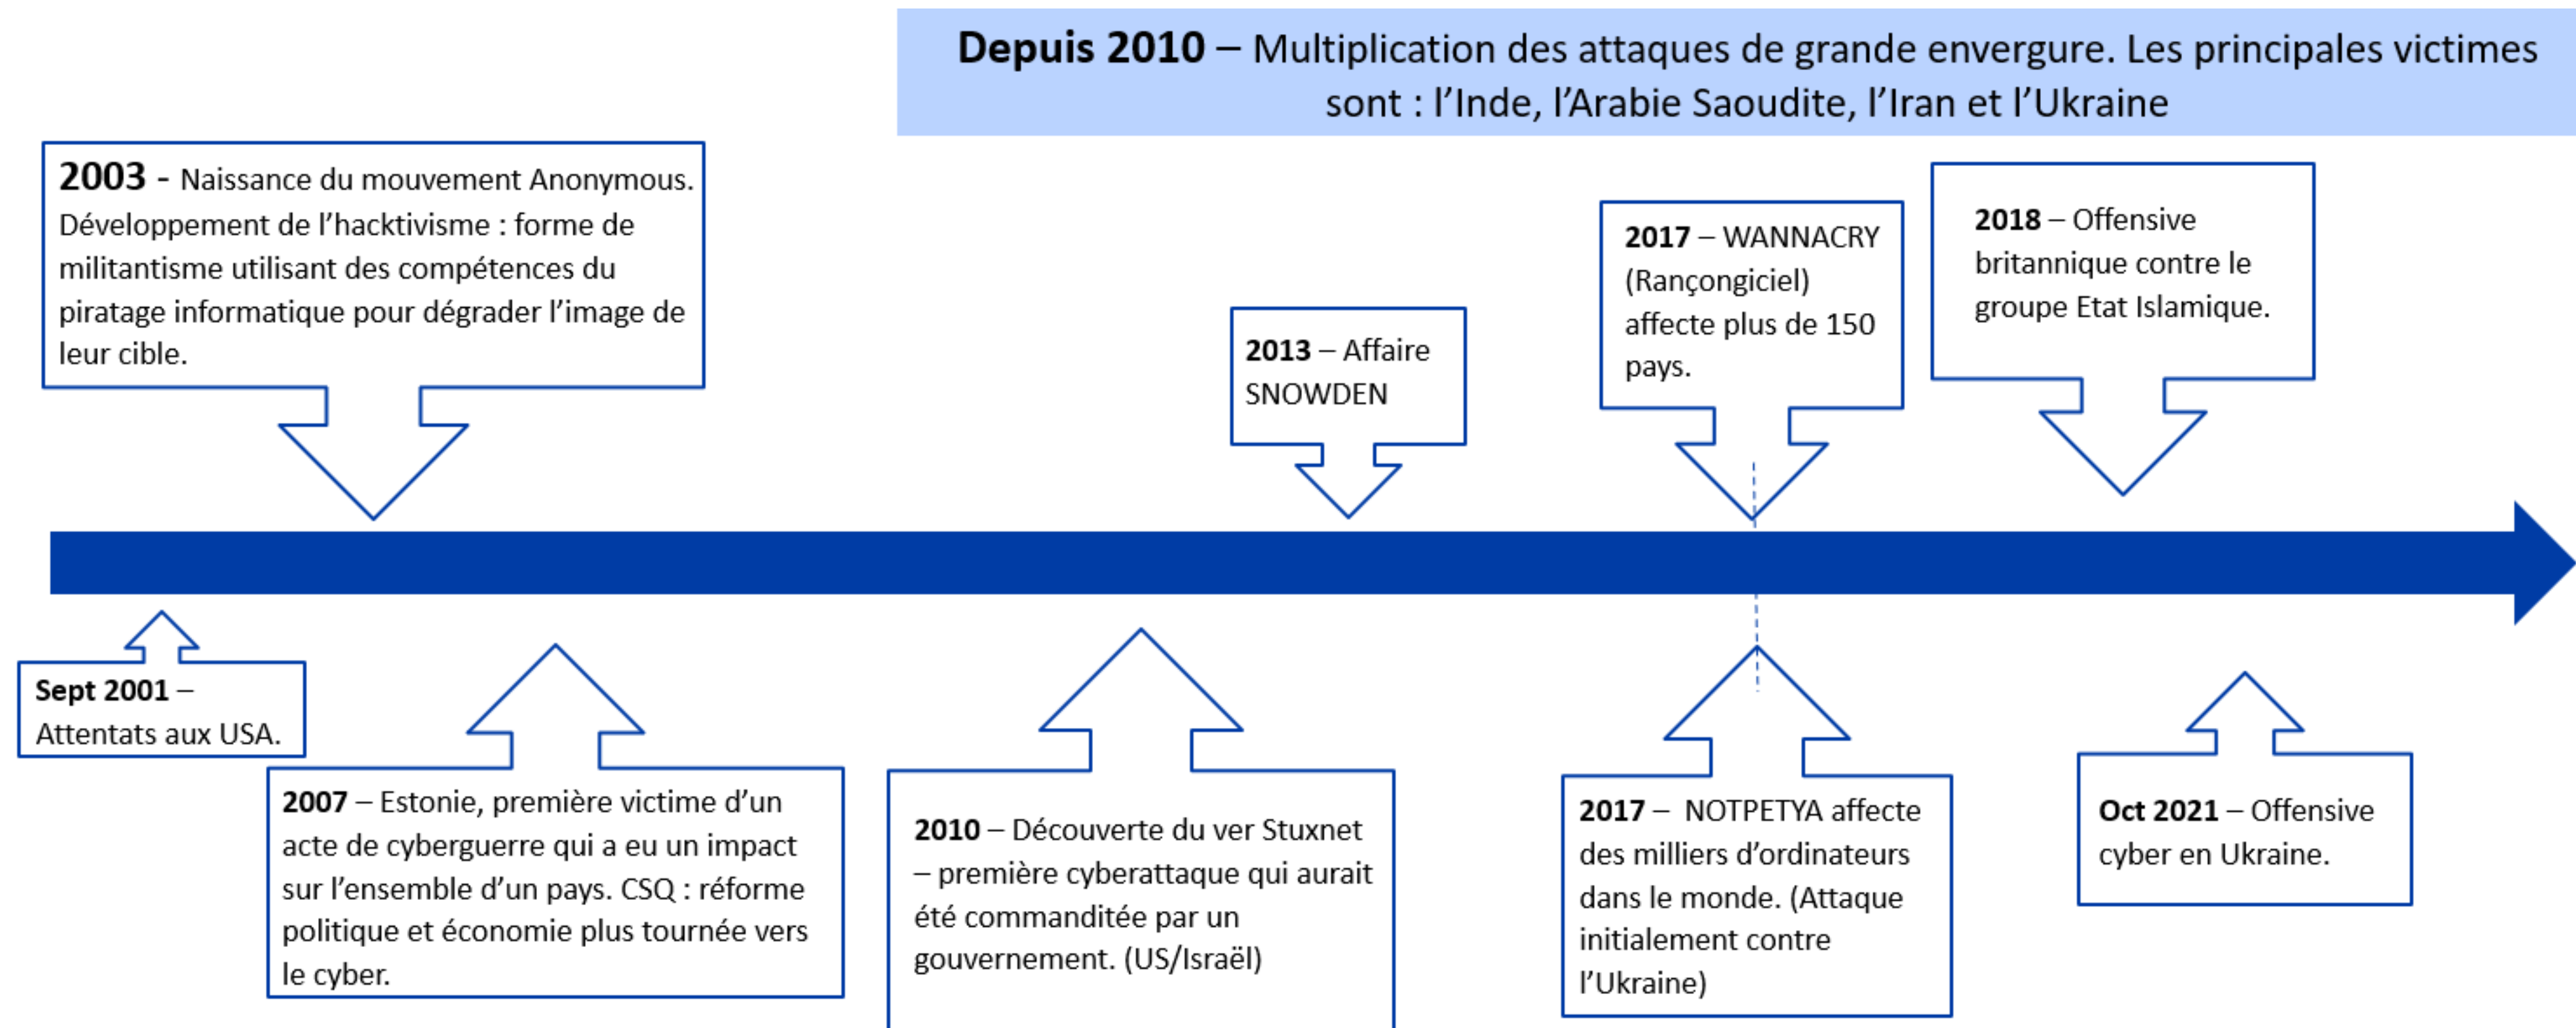 Depuis 2010 – Multiplication des attaques de grande envergure. Les principales victimes
sont : l’Inde, l’Arabie Saoudite, l’Iran et l’Ukraine
2003 - Naissance du mouvement Anonymous.
Développement de l’hacktivisme : forme de
militantisme utilisant des compétences du
piratage informatique pour dégrader l’image de
leur cible.
2013 – Affaire
SNOWDEN
2017 – WANNACRY
(Rançongiciel)
affecte plus de 150
pays.
2018 – Offensive
britannique contre le
groupe Etat Islamique.
Sept 2001 –
Attentats aux USA.
2007 – Estonie, première victime d’un
acte de cyberguerre qui a eu un impact
sur l’ensemble d’un pays. CSQ : réforme
politique et économie plus tournée vers
le cyber.
2010 – Découverte du ver Stuxnet
– première cyberattaque qui aurait
été commanditée par un
gouvernement. (US/Israël)
2017 – NOTPETYA affecte
des milliers d’ordinateurs
dans le monde. (Attaque
initialement contre
l’Ukraine)
Oct 2021 – Offensive
cyber en Ukraine.